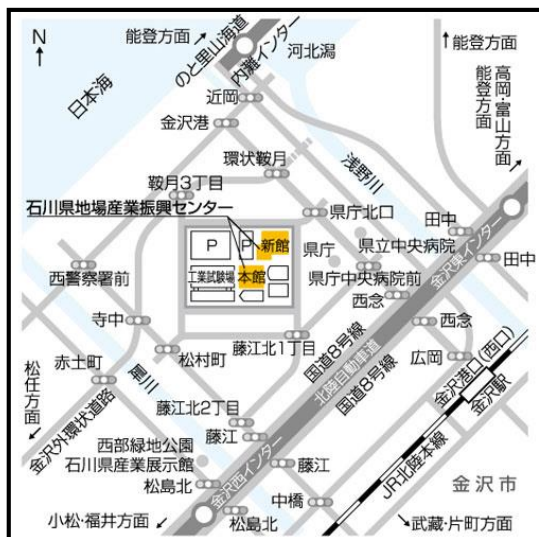 N
能登方面
のと里山海道
内灘インター
河北潟
能登方面
高岡・富山方面
能登方面
日本海
近岡
金沢港
浅野川
環状鞍月
鞍月3丁目
石川県地場産業振興センター
県庁北口
田中
P
P
新館
県庁
県立中央病院
金沢東インター
田中
西警察署前
工業試験場
本館
県庁中央病院前
西念
寺中
国道8号線
北陸自動車道
国道8号線
西念
松任方面
赤土町
松村町
藤江北1丁目
広岡
金沢港口(西口)
金沢駅
金沢外環状道路
犀川
藤江北2丁目
藤江
西部緑地公園
石川県産業展示館
金沢西インター
藤江
JR北陸本線
金沢市
松島北
中橋
小松・福井方面
松島北
武蔵・片町方面